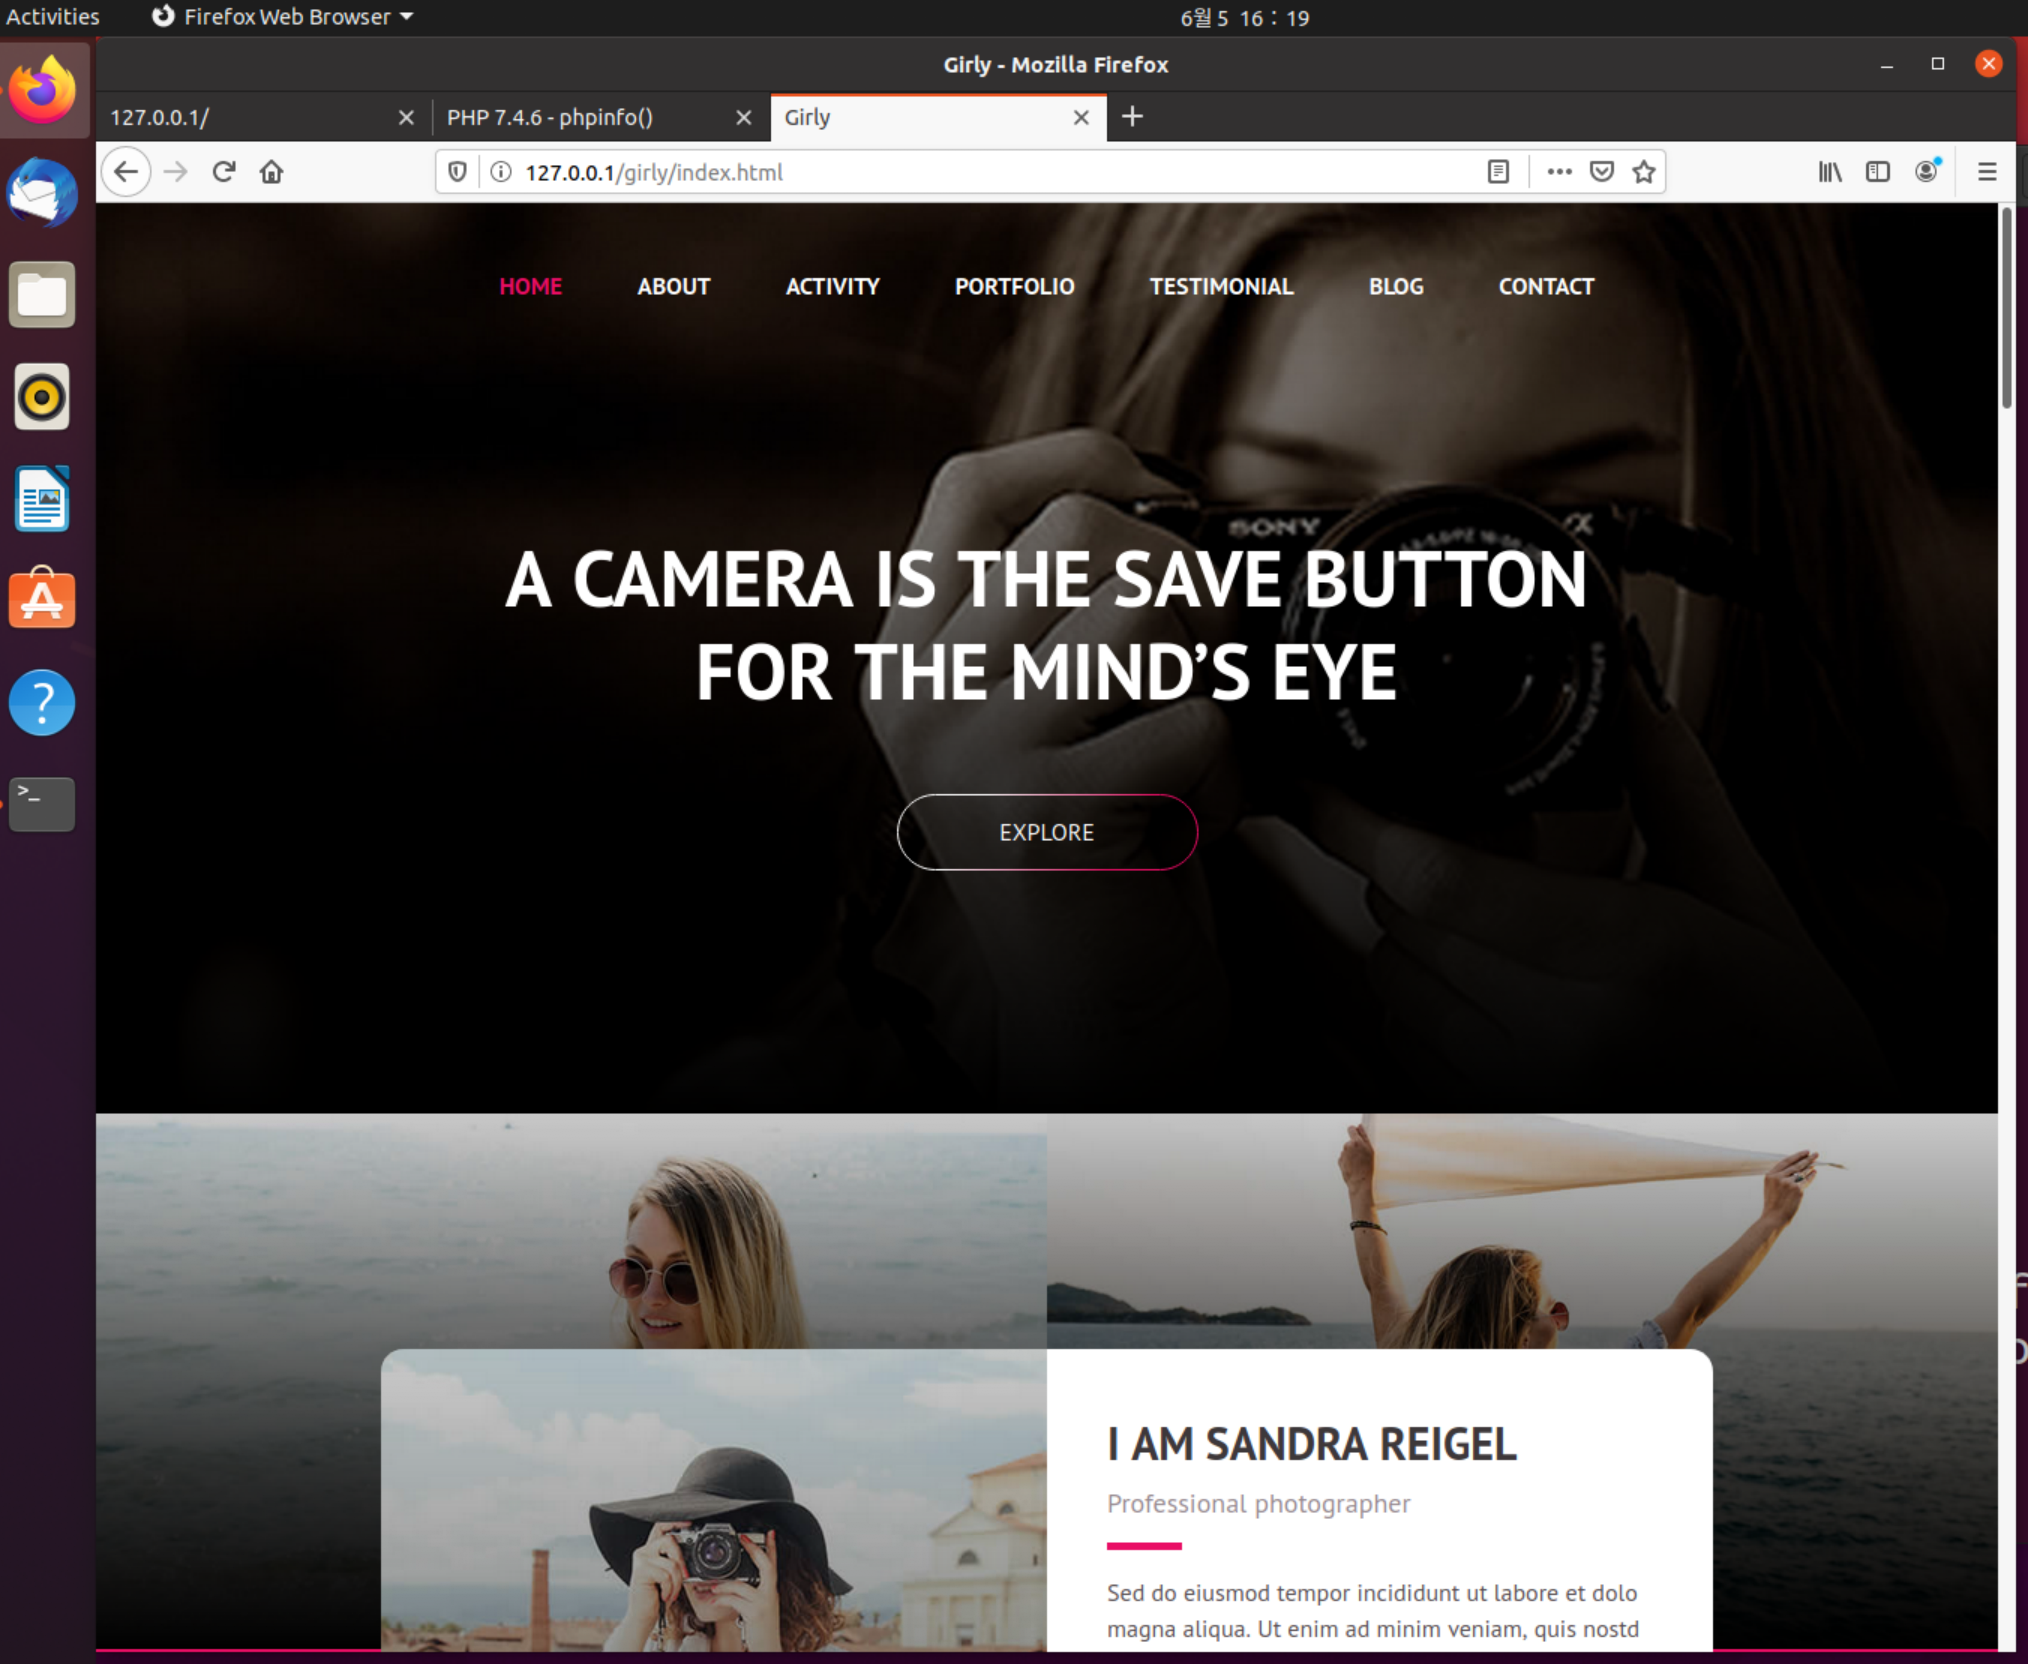 Activities Firefox Web Browser 6월 5 16 : 19
Girly - Mozilla Firefox
127.0.0.1/ PHP 7.4.6 - phpinfo() Girly
127.0.0.1/girly/index.html
HOME ABOUT ACTIVITY PORTFOLIO TESTIMONIAL BLOG CONTACT
SONY
A CAMERA IS THE SAVE BUTTON
FOR THE MIND’S EYE
EXPLORE
I AM SANDRA REIGEL
Professional photographer
Sed do eiusmod tempor incididunt ut labore et dolo
magna aliqua. Ut enim ad minim veniam, quis nostd